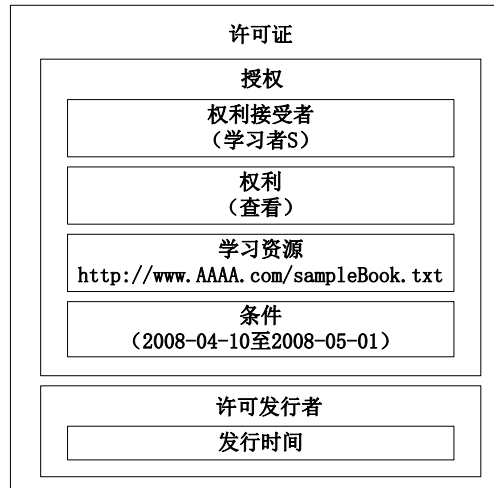 许可证
授权
权利接受者
（学习者S）
权利
（查看）
学习资源
http://www.AAAA.com/sampleBook.txt
条件
（2008-04-10至2008-05-01）
许可发行者
发行时间